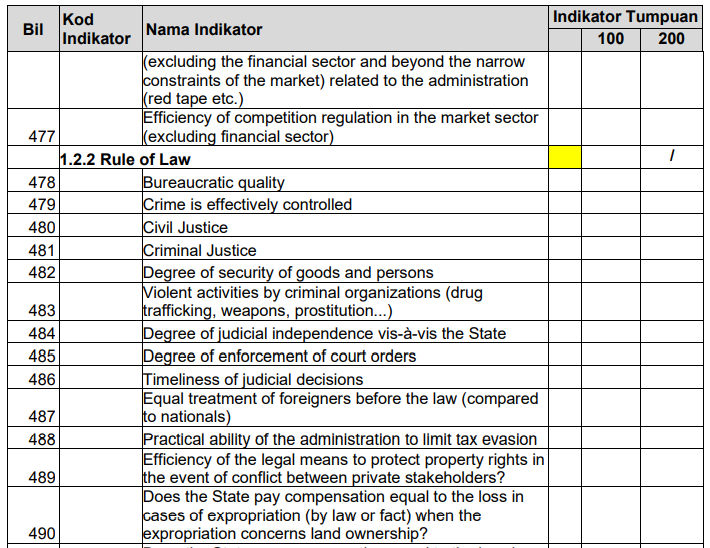 Bil
Kod
Indikator
Nama Indikator
Indikator Tumpuan
100
200
(excluding the financial sector and beyond the narrow
constraints of the market) related to the administration
(red tape etc.)
Efficiency of competition regulation in the market sector
477 (excluding financial sector)
1.2.2 Rule of Law /
478 Bureaucratic quality
479 Crime is effectively controlled
480 Civil Justice
481 Criminal Justice
482 Degree of security of goods and persons
Violent activities by criminal organizations (drug
483 trafficking, weapons, prostitution...)
484 Degree of judicial independence vis-à-vis the State
485 Degree of enforcement of court orders
486 Timeliness of judicial decisions
Equal treatment of foreigners before the law (compared
487 to nationals)
488 Practical ability of the administration to limit tax evasion
Efficiency of the legal means to protect property rights in
489 the event of conflict between private stakeholders?
Does the State pay compensation equal to the loss in
cases of expropriation (by law or fact) when the
490 expropriation concerns land ownership?